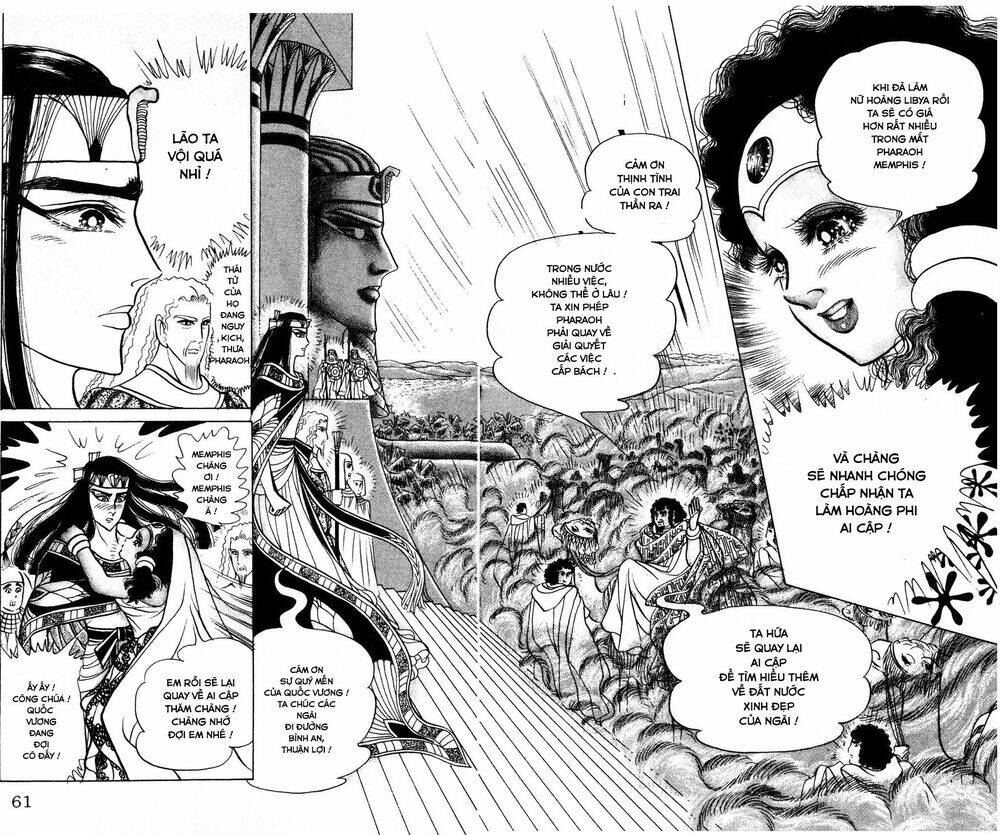 KHI ĐÃ LÀM
NỮ HOÀNG LIBYA RỒI
TA SẼ CÓ GIÁ
HƠN RẤT NHIỀU
TRONG MẮT
PHARAOH
MEMPHIS !
VÀ CHÀNG
SẼ NHANH CHÓNG
CHẤP NHẬN TA
LÀM HOÀNG PHI
AI CẬP !
CẢM ƠN
THỊNH TÌNH
CỦA CON TRAI
THẦN RA !
TRONG NƯỚC
NHIỀU VIỆC,
KHÔNG THỂ Ở LÂU !
TA XIN PHÉP
PHARAOH
PHẢI QUAY VỀ
GIẢI QUYẾT
CÁC VIỆC
CẤP BÁCH !
TA HỨA
SẼ QUAY LẠI
AI CẬP
ĐỂ TÌM HIỂU THÊM
VỀ ĐẤT NƯỚC
XINH ĐẸP
CỦA NGÀI !
CÁM ƠN
SỰ QUÝ MẾN
CỦA QUỐC VƯƠNG !
TA CHÚC CÁC
NGÀI
ĐI ĐƯỜNG
BÌNH AN,
THUẬN LỢI !
LÃO TA
VỘI QUÁ
NHỈ !
THÁI
TỬ
CỦA
HỌ
ĐANG
NGUY
KỊCH,
THƯA
PHARAOH
MEMPHIS
CHÀNG
ƠI !
MEMPHIS
CHÀNG
À !
EM RỒI SẼ LẠI
QUAY VỀ AI CẬP
THĂM CHÀNG !
CHÀNG NHỚ
ĐỢI EM NHÉ !
ẤY ẤY !
CÔNG CHÚA !
QUỐC
VƯƠNG
ĐANG
ĐỢI
CÔ ĐẤY !
61